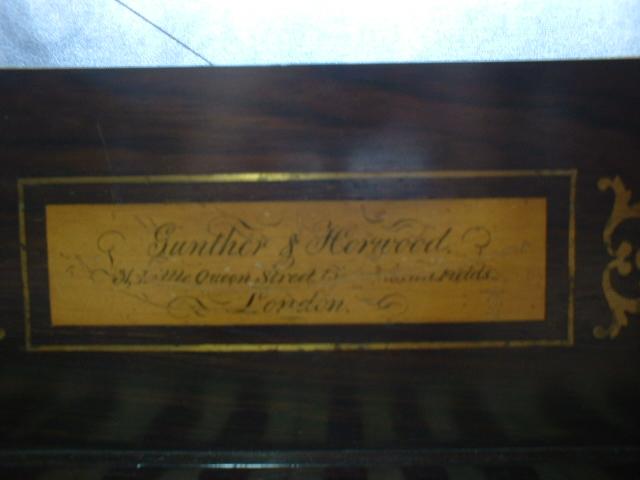 Gunther & Horwood.
Little Queen Street Fields
London.